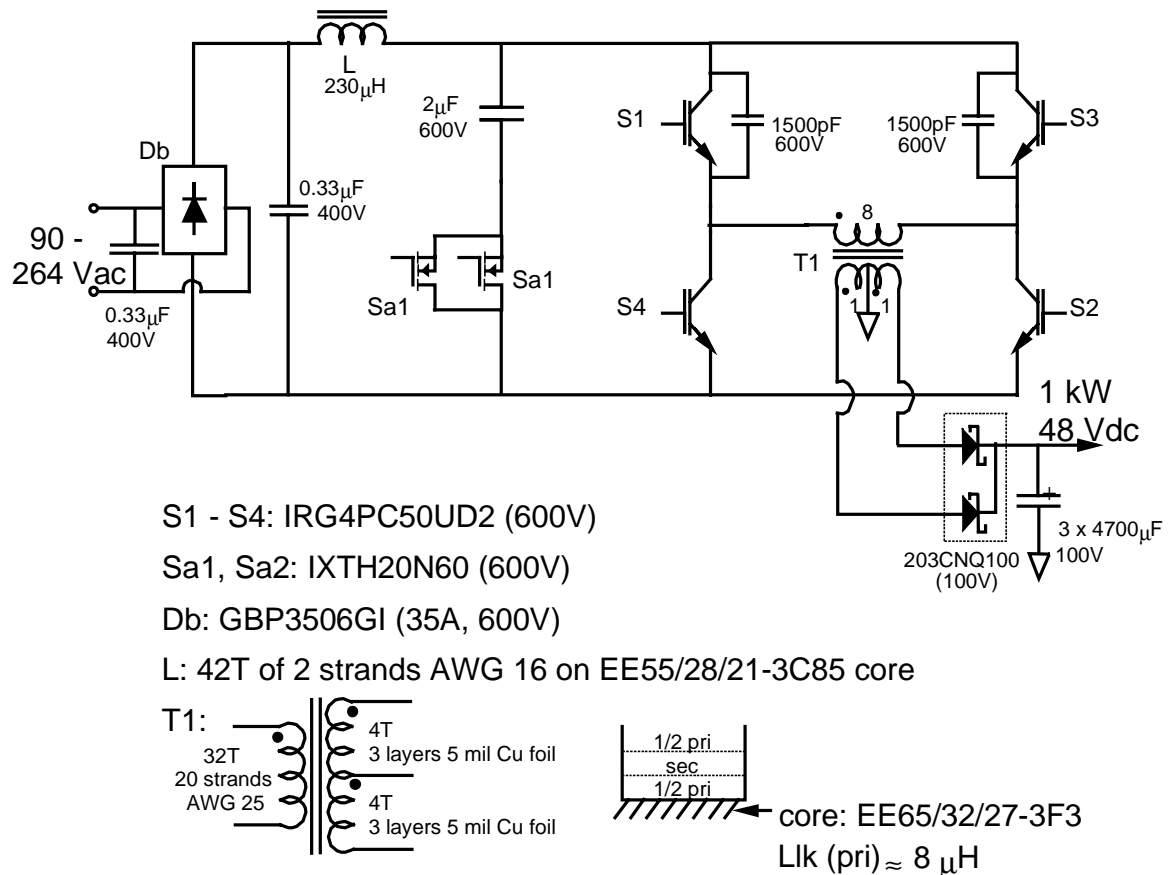 L
230μH
2μF
600V
S1
1500pF
600V
1500pF
600V
S3
Db
0.33μF
400V
90 -
264 Vac
0.33μF
400V
Sa1
Sa1
8
T1
1
1
S4
S2
1 kW
48 Vdc
+
3 x 4700μF
100V
203CNQ100
(100V)
S1 - S4: IRG4PC50UD2 (600V)
Sa1, Sa2: IXTH20N60 (600V)
Db: GBP3506GI (35A, 600V)
L: 42T of 2 strands AWG 16 on EE55/28/21-3C85 core
T1:
32T
20 strands
AWG 25
4T
3 layers 5 mil Cu foil
4T
3 layers 5 mil Cu foil
1/2 pri
sec
1/2 pri
core: EE65/32/27-3F3
Llk (pri) ≈ 8 μH